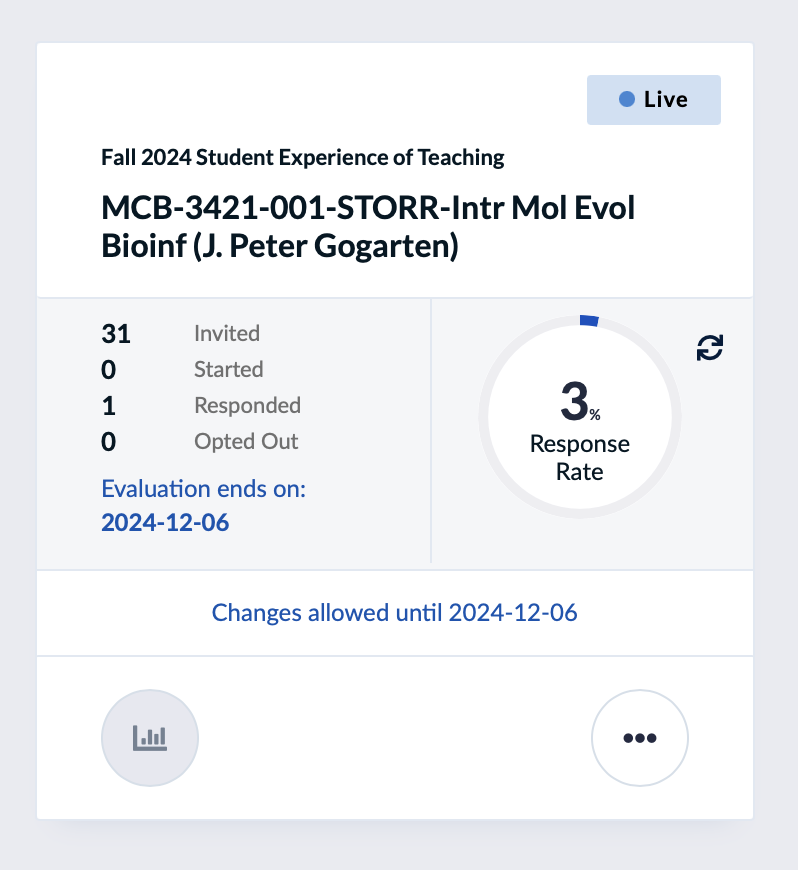 Live
Fall 2024 Student Experience of Teaching
MCB-3421-001-STORR-Intr Mol Evol
Bioinf (J. Peter Gogarten)
31 Invited
0 Started
1 Responded
0 Opted Out
Evaluation ends on:
2024-12-06
3%
Response
Rate
Changes allowed until 2024-12-06